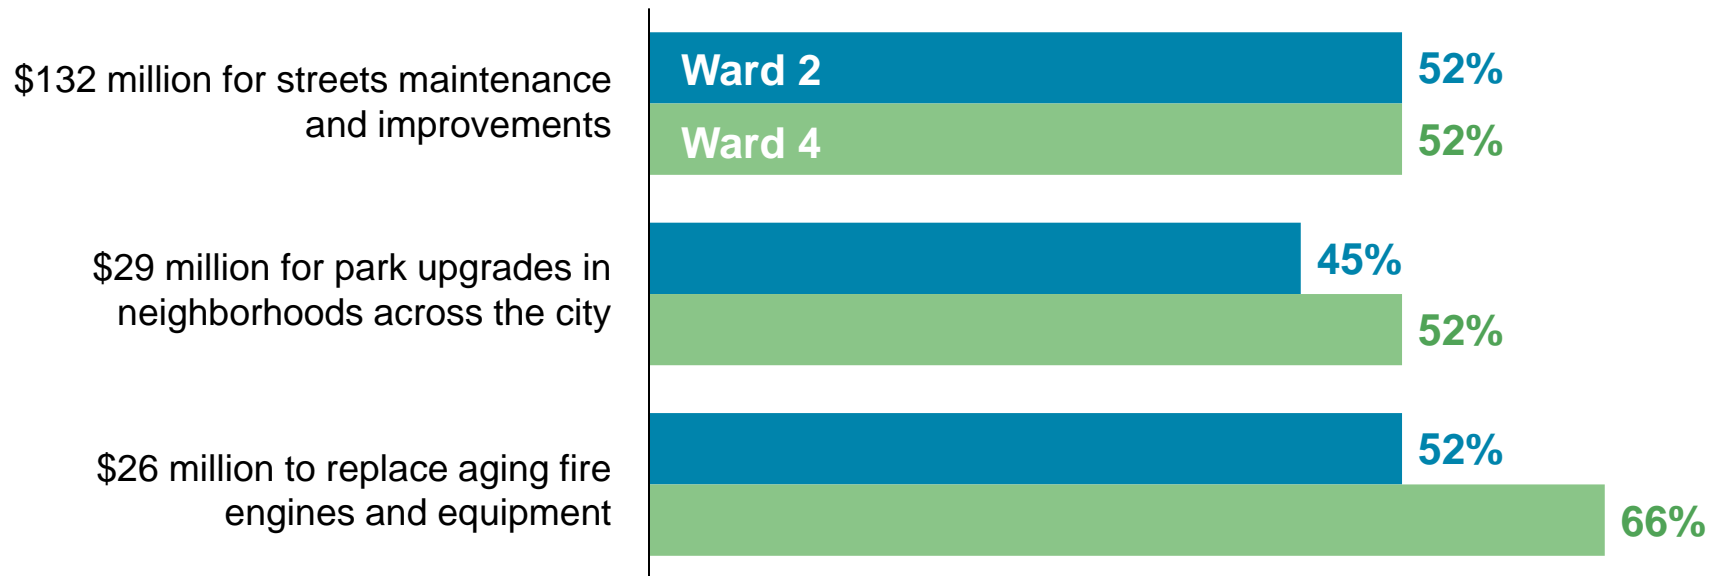 $132 million for streets maintenance
and improvements
Ward 2
52%
Ward 4
52%
$29 million for park upgrades in
neighborhoods across the city
45%
52%
$26 million to replace aging fire
engines and equipment
52%
66%